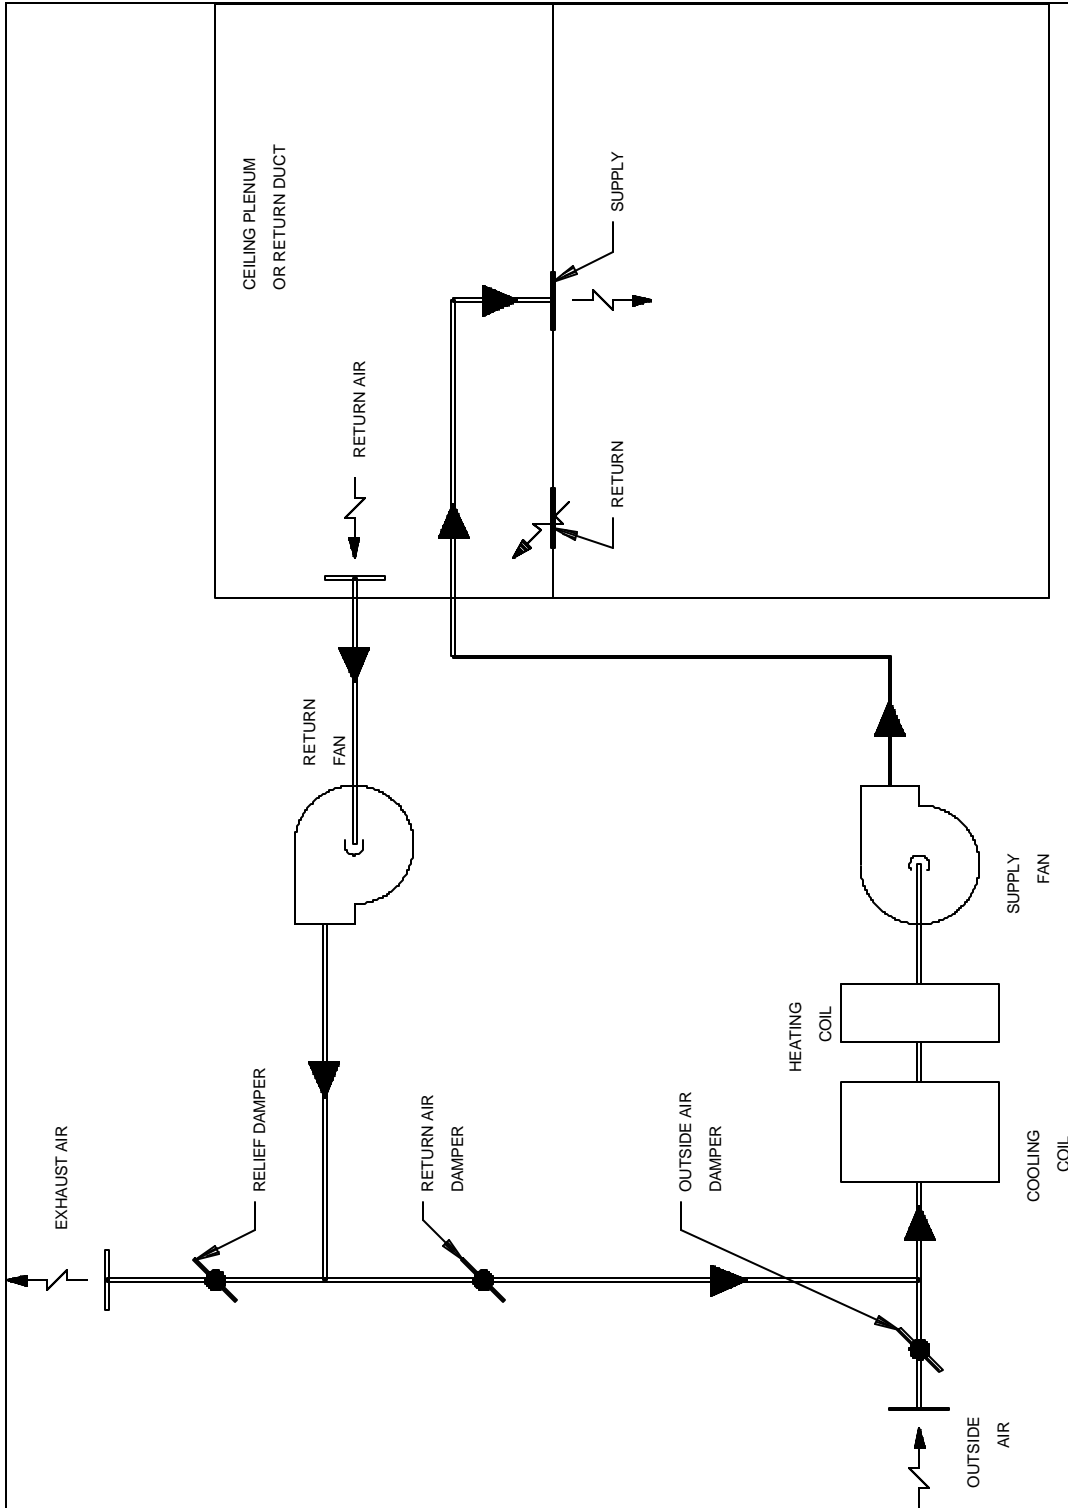 CEILING PLENUM
OR RETURN DUCT
SUPPLY
RETURN AIR
RETURN
RETURN
FAN
SUPPLY
FAN
HEATING
COIL
EXHAUST AIR
RELIEF DAMPER
RETURN AIR
DAMPER
OUTSIDE AIR
DAMPER
COOLING
COIL
OUTSIDE
AIR